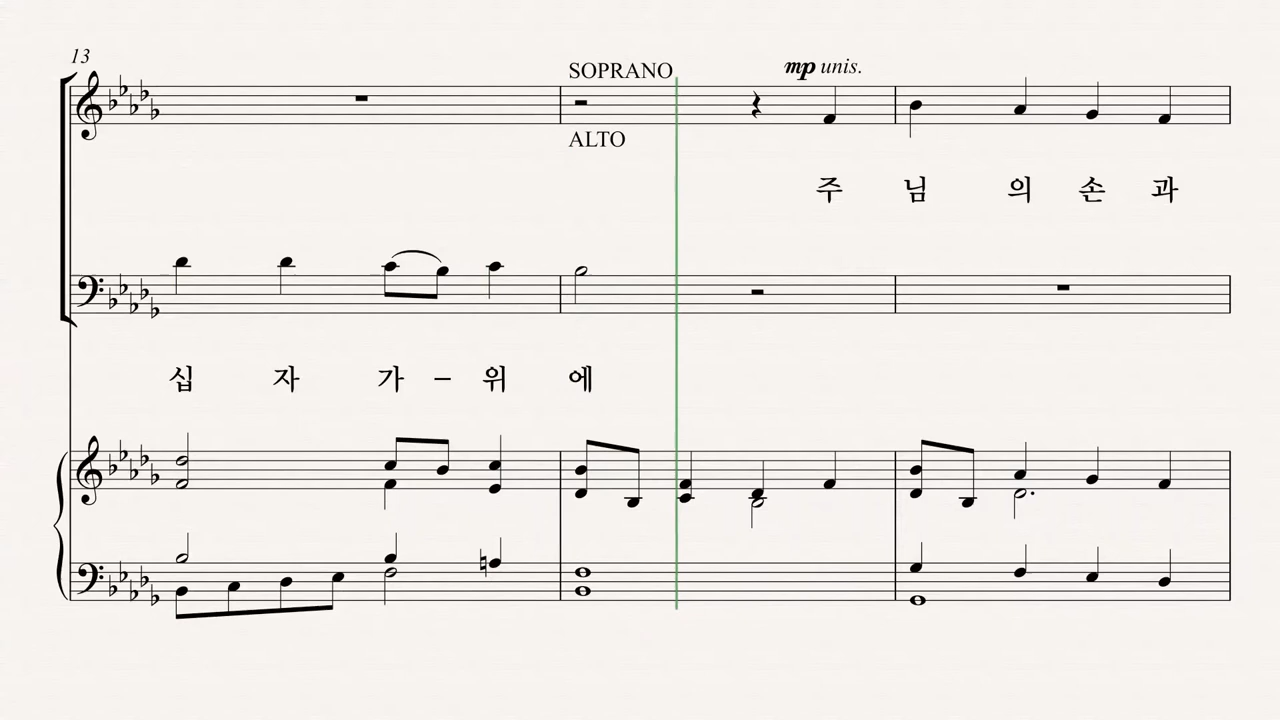 13
SOPRANO
mp unis.
ALTO
주 님 의 손 과
십 자 가 – 위 에